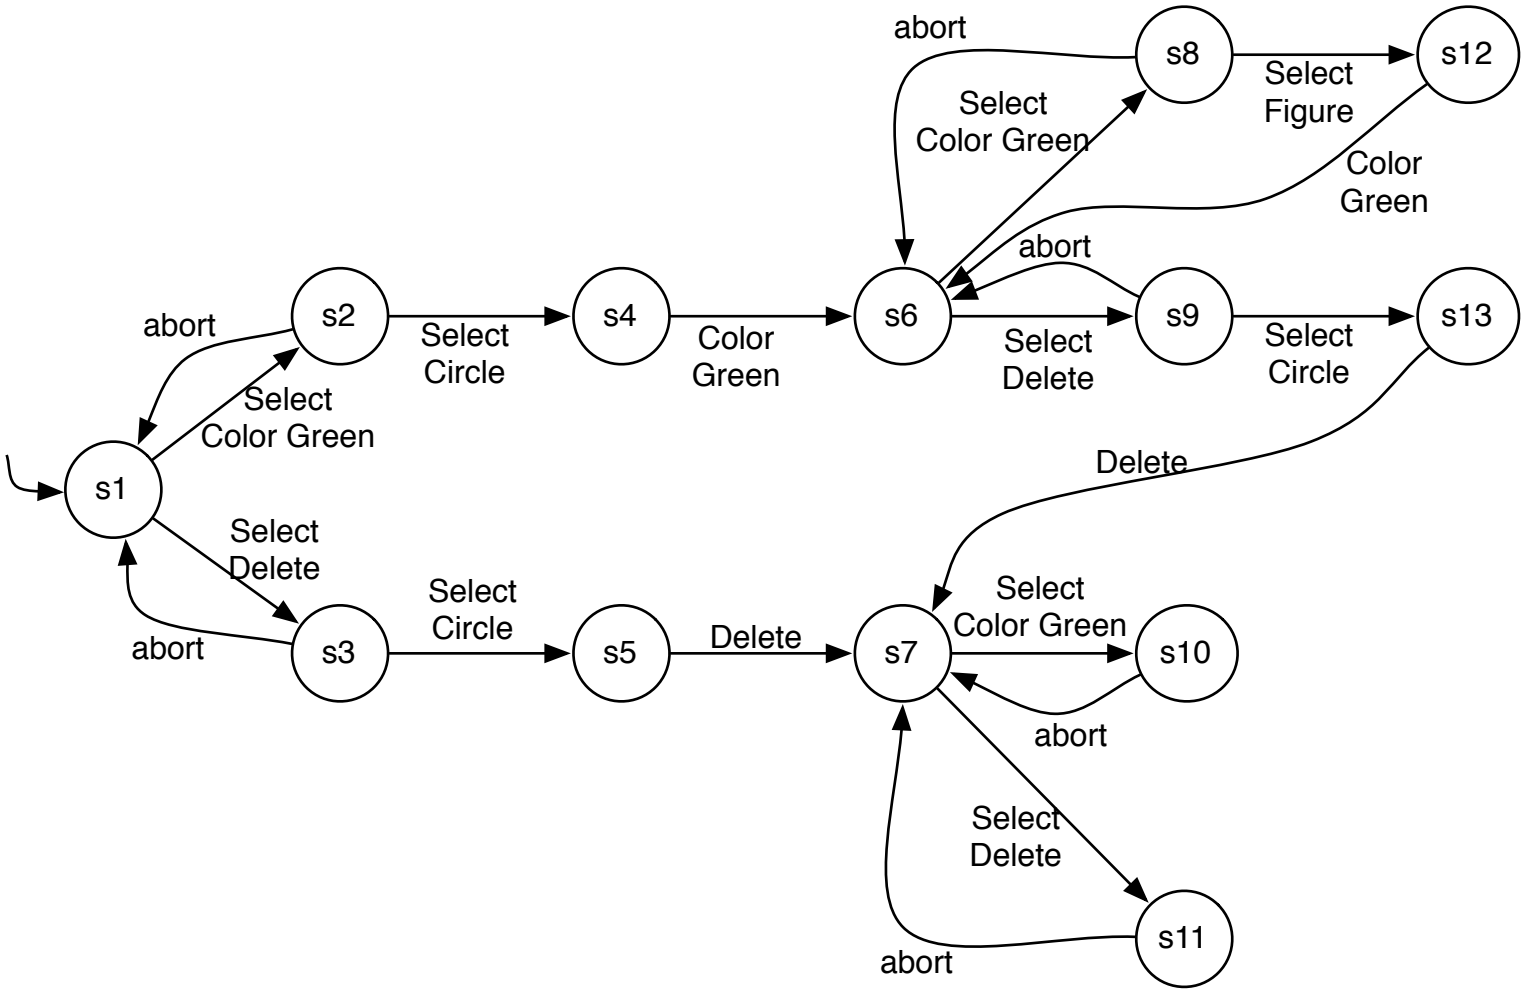 abort
s8
s12
Select
Figure
Select
Color Green
Color
Green
abort
s2
s4
s6
s9
s13
abort
Select
Circle
Color
Green
Select
Delete
Select
Circle
Select
Color Green
Delete
s1
Select
Delete
Select
Circle
Select
Color Green
abort
s3
s5
Delete
s7
s10
abort
Select
Delete
s11
abort